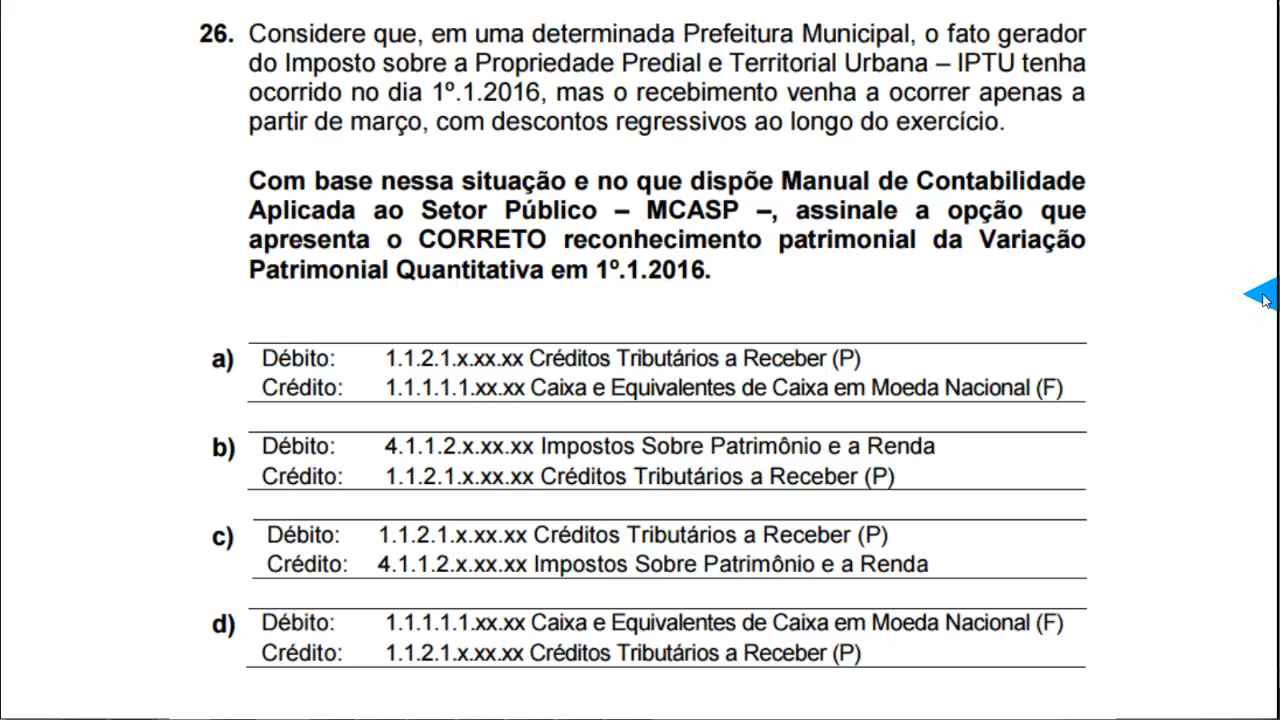 26. Considere que, em uma determinada Prefeitura Municipal, o fato gerador
do Imposto sobre a Propriedade Predial e Territorial Urbana – IPTU tenha
ocorrido no dia 1º.1.2016, mas o recebimento venha a ocorrer apenas a
partir de março, com descontos regressivos ao longo do exercício.
Com base nessa situação e no que dispõe Manual de Contabilidade
Aplicada ao Setor Público – MCASP –, assinale a opção que
apresenta o CORRETO reconhecimento patrimonial da Variação
Patrimonial Quantitativa em 1º.1.2016.
a) Débito: 1.1.2.1.x.xx.xx Créditos Tributários a Receber (P)
Crédito: 1.1.1.1.1.xx.xx Caixa e Equivalentes de Caixa em Moeda Nacional (F)
b) Débito: 4.1.1.2.x.xx.xx Impostos Sobre Patrimônio e a Renda
Crédito: 1.1.2.1.x.xx.xx Créditos Tributários a Receber (P)
c) Débito: 1.1.2.1.x.xx.xx Créditos Tributários a Receber (P)
Crédito: 4.1.1.2.x.xx.xx Impostos Sobre Patrimônio e a Renda
d) Débito: 1.1.1.1.1.xx.xx Caixa e Equivalentes de Caixa em Moeda Nacional (F)
Crédito: 1.1.2.1.x.xx.xx Créditos Tributários a Receber (P)